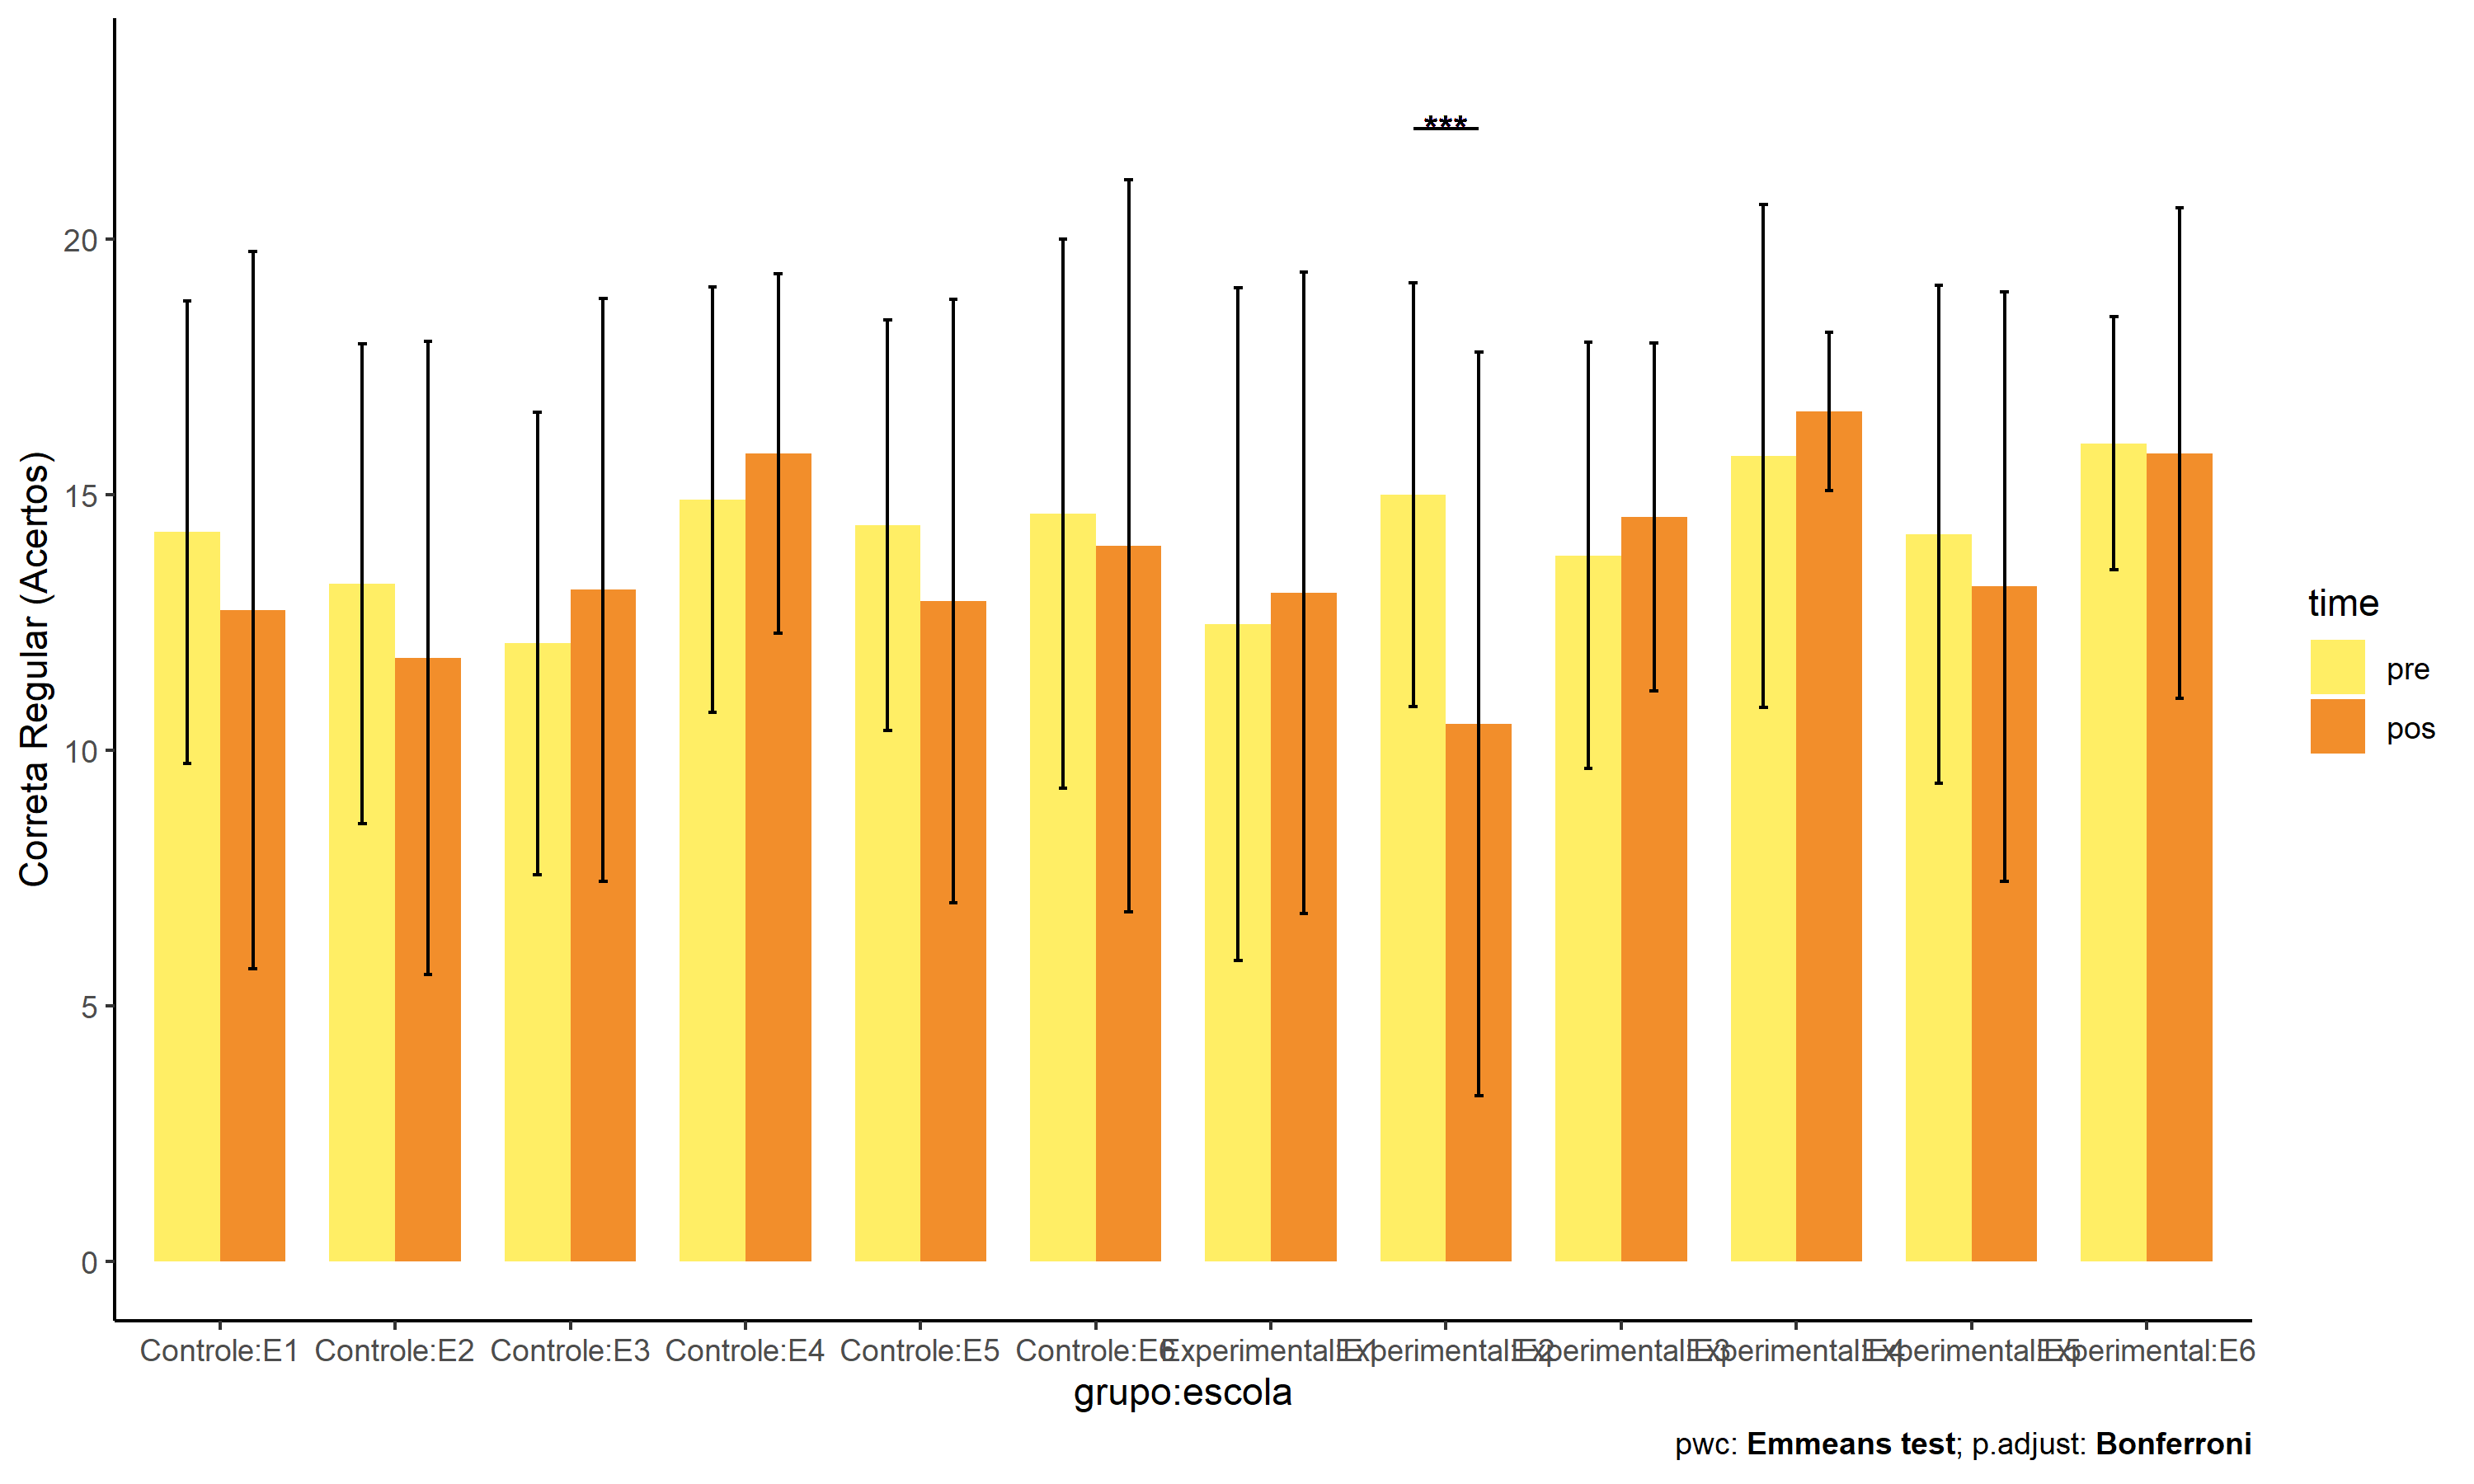 ***
20
15
10
5
0
Correta Regular (Acertos)
time
pre
pos
Controle:E1 Controle:E2 Controle:E3 Controle:E4 Controle:E5 Controle:E6 Experimental:E1 Experimental:E2 Experimental:E3 Experimental:E4 Experimental:E5 Experimental:E6
grupo:escola
pwc: Emmeans test; p.adjust: Bonferroni